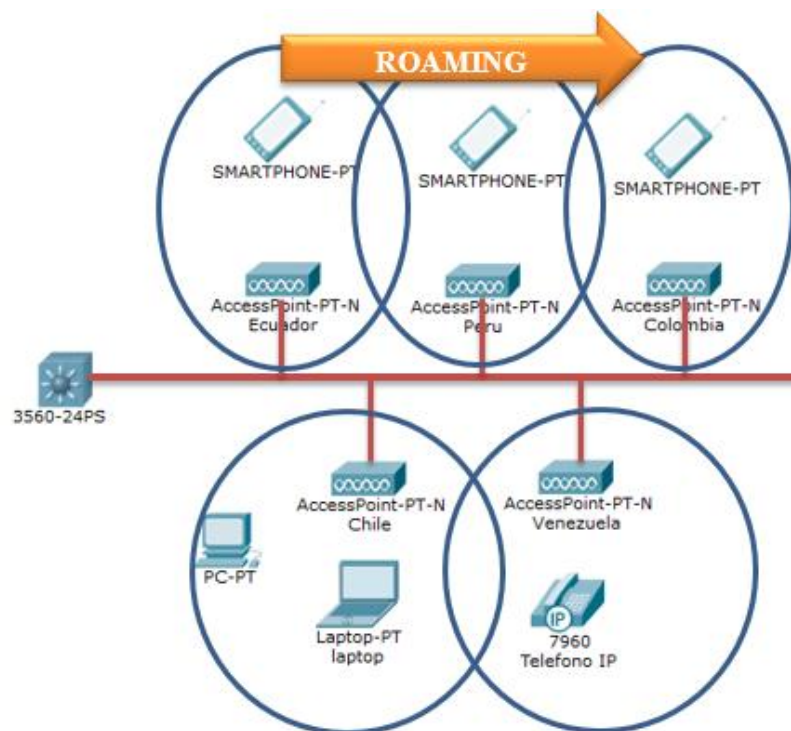 ROAMING
SMARTPHONE-PT
SMARTPHONE-PT
SMARTPHONE-PT
AccessPoint-PT-N
Ecuador
AccessPoint-PT-N
Peru
AccessPoint-PT-N
Colombia
3560-24PS
AccessPoint-PT-N
Chile
AccessPoint-PT-N
Venezuela
PC-PT
Laptop-PT
laptop
IP
7960
Telefono IP